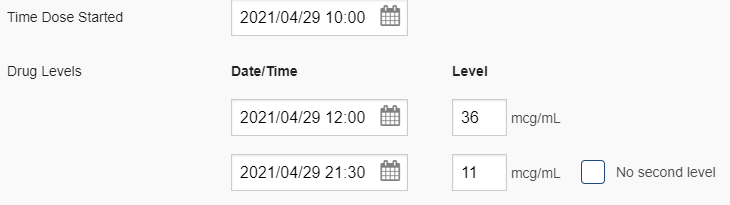 Time Dose Started 2021/04/29 10:00
Drug Levels Date/Time Level
2021/04/29 12:00 36 mcg/mL
2021/04/29 21:30 11 mcg/mL No second level